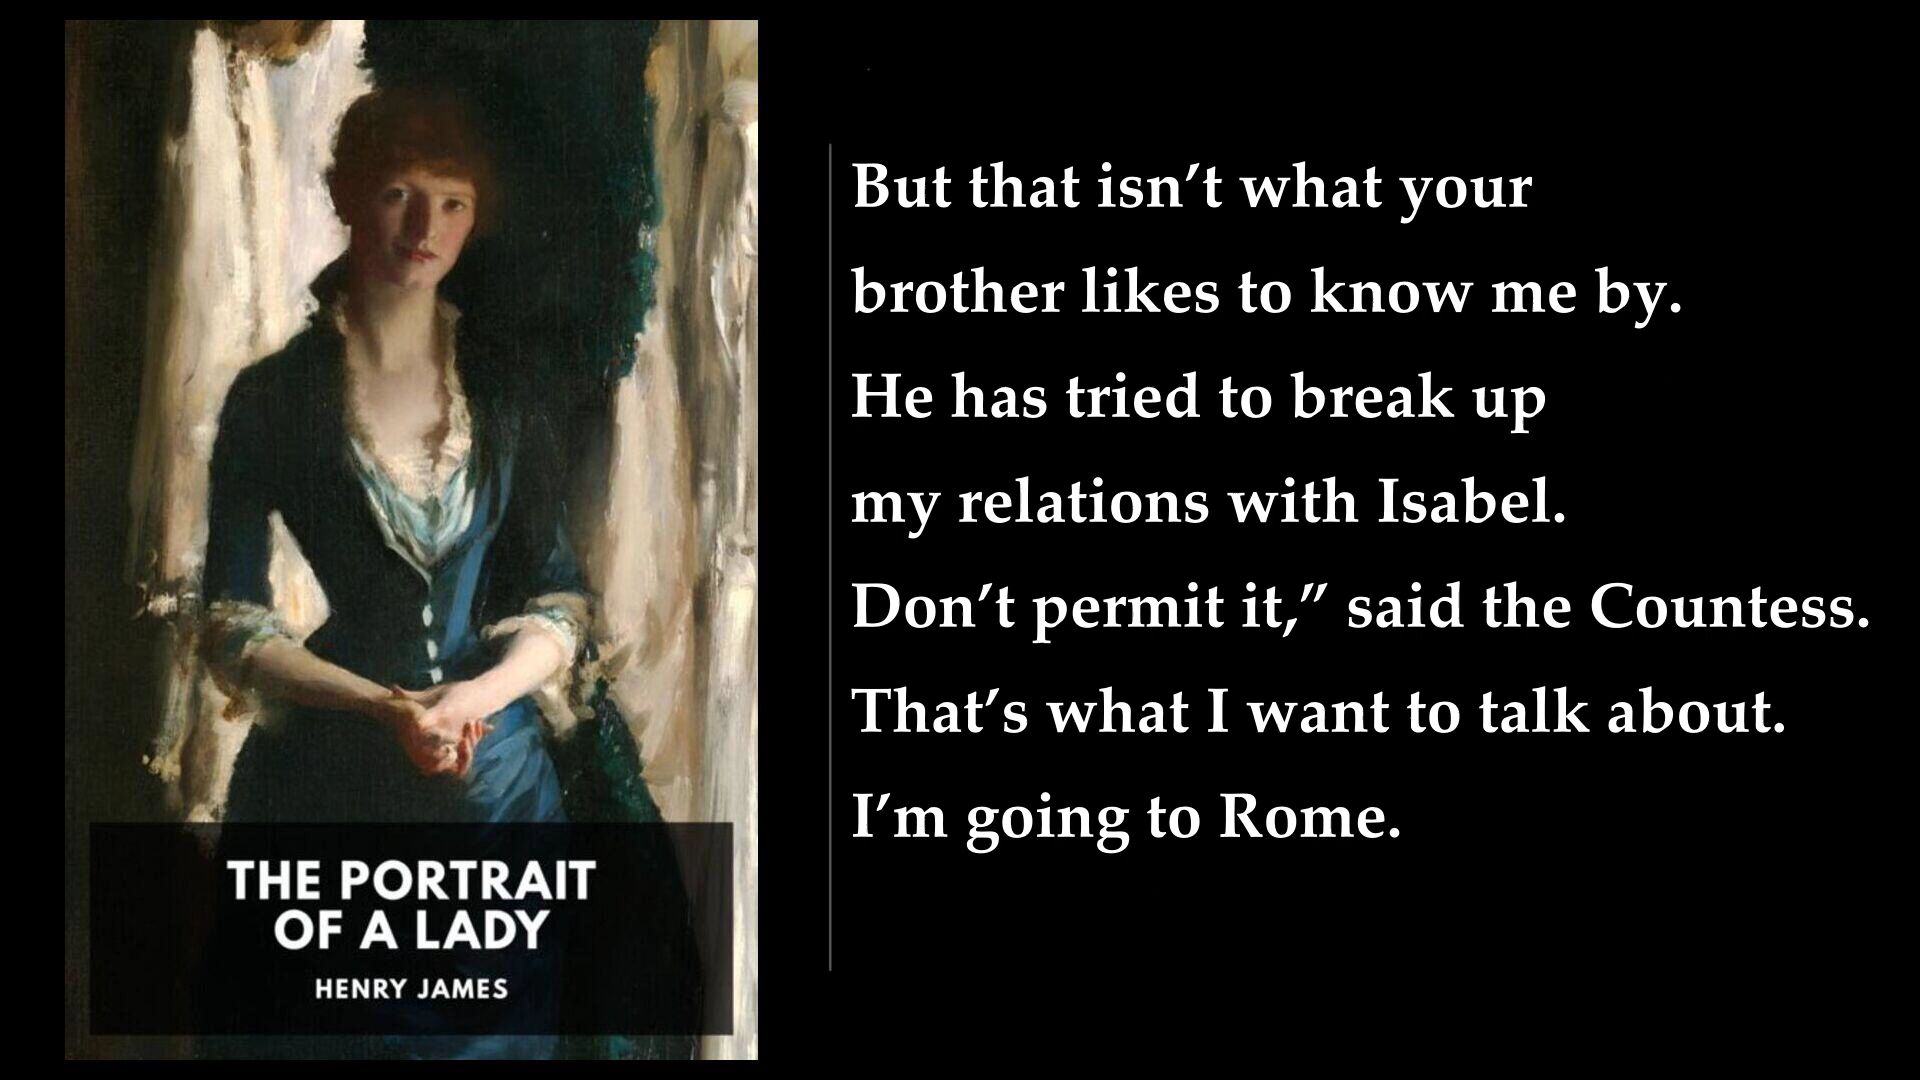 THE PORTRAIT
OF A LADY
HENRY JAMES
But that isn’t what your
brother likes to know me by.
He has tried to break up
my relations with Isabel.
Don’t permit it,” said the Countess.
That’s what I want to talk about.
I’m going to Rome.